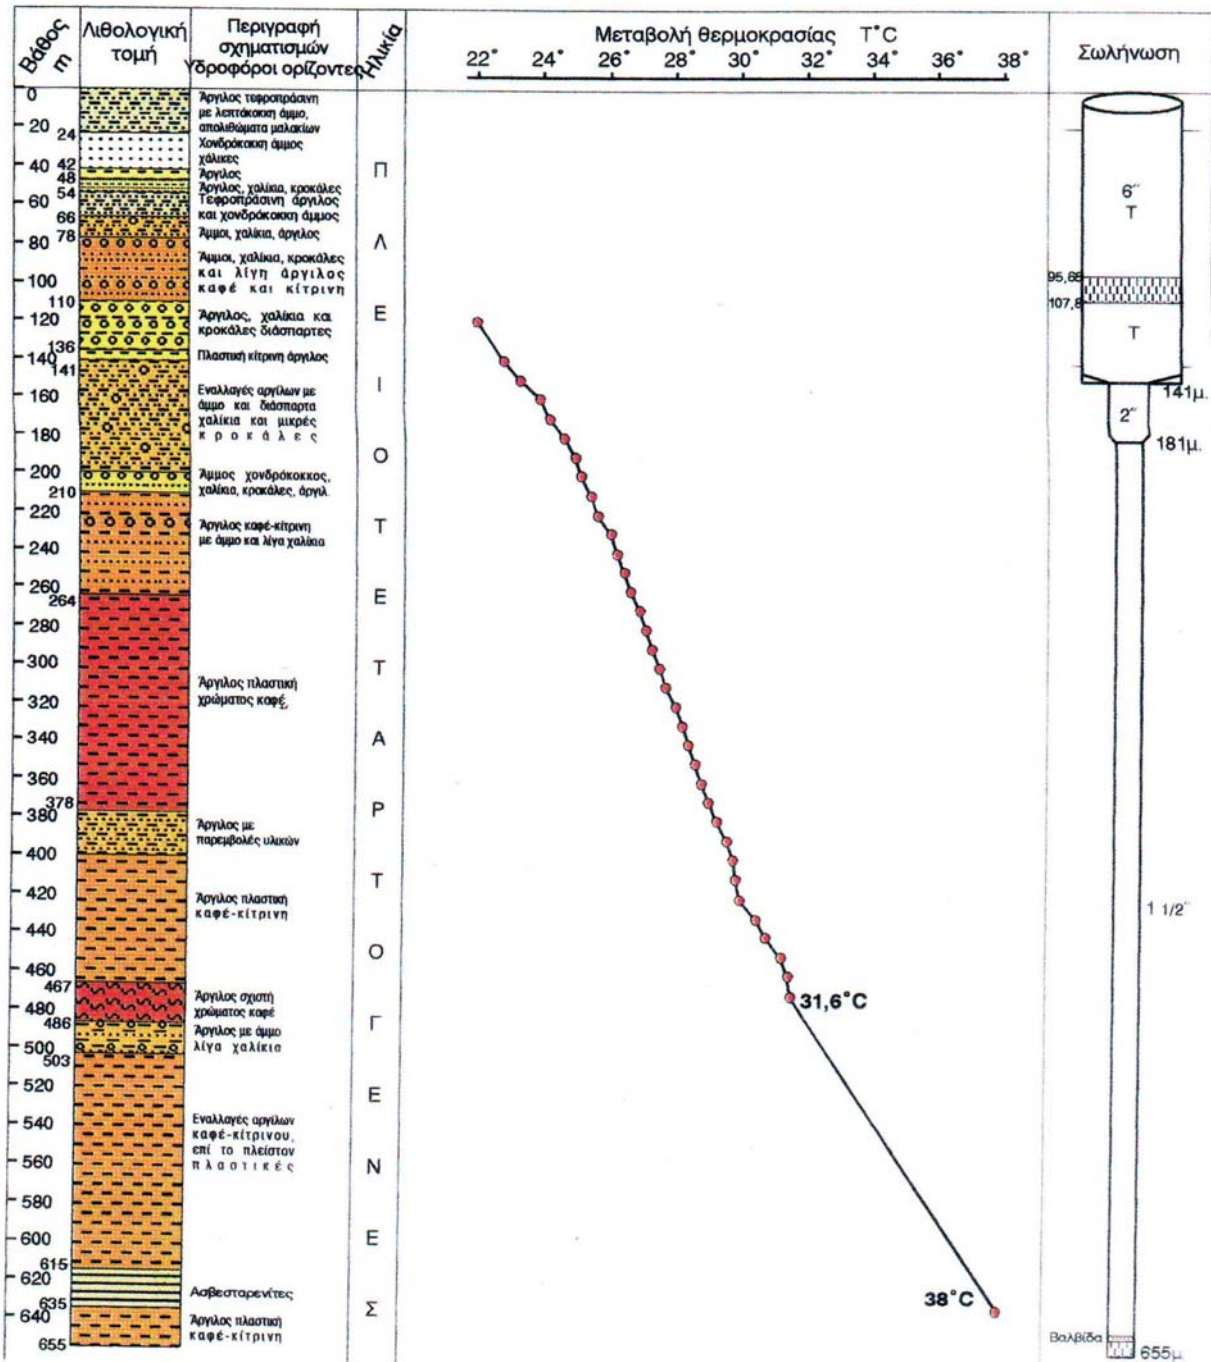 Βάθος m
Λιθολογική
τομή
Περιγραφή
σχηματισμών
Υδροφόροι ορίζοντες
Ηλικία
Μεταβολή θερμοκρασίας T°C
22° 24° 26° 28° 30° 32° 34° 36° 38°
Σωλήνωση
0
20
24
40
42
48
54
60
66
78
80
100
110
120
136
140
141
160
180
200
210
220
240
260
264
280
300
320
340
360
378
380
400
420
440
460
467
480
486
500
503
520
540
560
580
600
615
620
635
640
655
Άργιλος τεφροπράσινη
με λεπτόκοκκη άμμο,
απολιθώματα μαλακίων
Χονδρόκοκκη άμμος
χάλικες
Άργιλος
Άργιλος, χαλίκια, κροκάλες
Τεφροπράσινη άργιλος
και χονδρόκοκκη άμμος
Άμμοι, χαλίκια, άργιλος
Άμμοι, χαλίκια, κροκάλες
και λίγη άργιλος
καφέ και κίτρινη
Άργιλος, χαλίκια και
κροκάλες διάσπαρτες
Πλαστική κίτρινη άργιλος
Εναλλαγές αργίλων με
άμμο και διάσπαρτα
χαλίκια και μικρές
κροκάλες
Άμμος χονδρόκοκκος,
χαλίκια, κροκάλες, άργιλ.
Άργιλος καφέ-κίτρινη
με άμμο και λίγα χαλίκια
Άργιλος πλαστική
χρώματος καφέ
Άργιλος με
παρεμβολές υλικών
Άργιλος πλαστική
καφέ-κίτρινη
Άργιλος σχιστή
χρώματος καφέ
Άργιλος με άμμο
λίγα χαλίκια
Εναλλαγές αργίλων
καφέ-κίτρινου,
επί το πλείστον
πλαστικές
Ασβεσταρενίτες
Άργιλος πλαστική
καφέ-κίτρινη
ΠΛΕΙΟΤΕΤΑΡΤΟΓΕΝΕΣ
31,6°C
38°C
6"
T
95,65
107,8
T
141μ.
2"
181μ.
1 1/2"
Βαλβίδα
655μ.